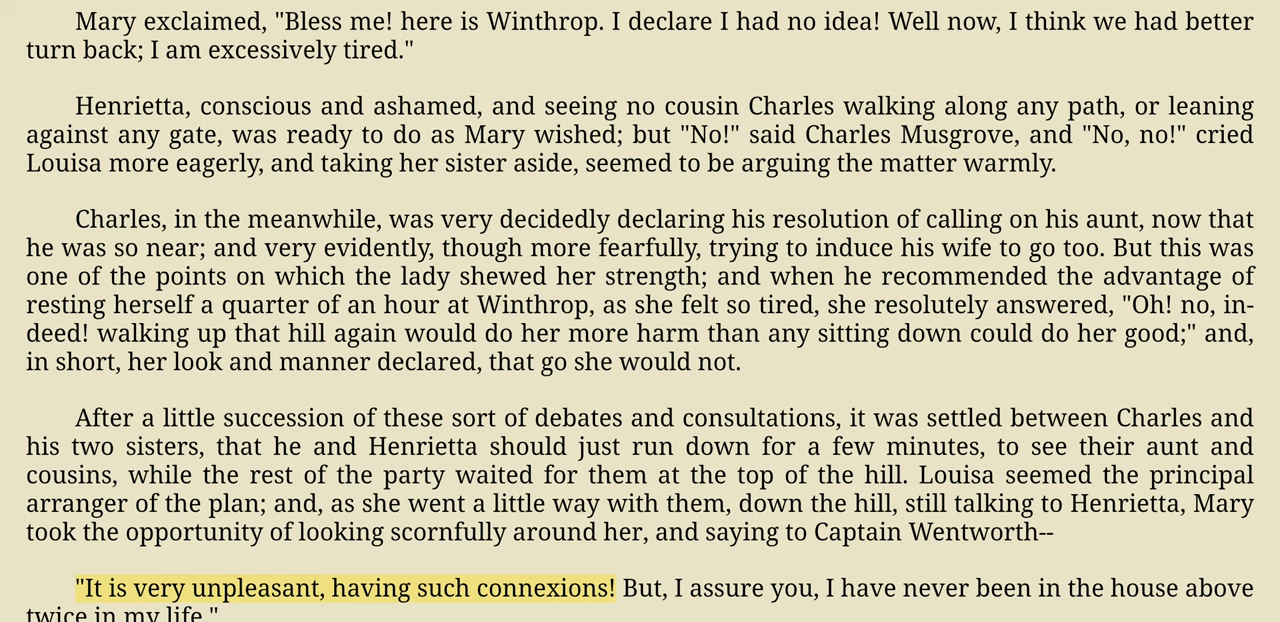 Mary exclaimed, "Bless me! here is Winthrop. I declare I had no idea! Well now, I think we had better
turn back; I am excessively tired."
Henrietta, conscious and ashamed, and seeing no cousin Charles walking along any path, or leaning
against any gate, was ready to do as Mary wished; but "No!" said Charles Musgrove, and "No, no!" cried
Louisa more eagerly, and taking her sister aside, seemed to be arguing the matter warmly.
Charles, in the meanwhile, was very decidedly declaring his resolution of calling on his aunt, now that
he was so near; and very evidently, though more fearfully, trying to induce his wife to go too. But this was
one of the points on which the lady shewed her strength; and when he recommended the advantage of
resting herself a quarter of an hour at Winthrop, as she felt so tired, she resolutely answered, "Oh! no, in-
deed! walking up that hill again would do her more harm than any sitting down could do her good;" and,
in short, her look and manner declared, that go she would not.
After a little succession of these sort of debates and consultations, it was settled between Charles and
his two sisters, that he and Henrietta should just run down for a few minutes, to see their aunt and
cousins, while the rest of the party waited for them at the top of the hill. Louisa seemed the principal
arranger of the plan; and, as she went a little way with them, down the hill, still talking to Henrietta, Mary
took the opportunity of looking scornfully around her, and saying to Captain Wentworth--
"It is very unpleasant, having such connexions! But, I assure you, I have never been in the house above
twice in my life."